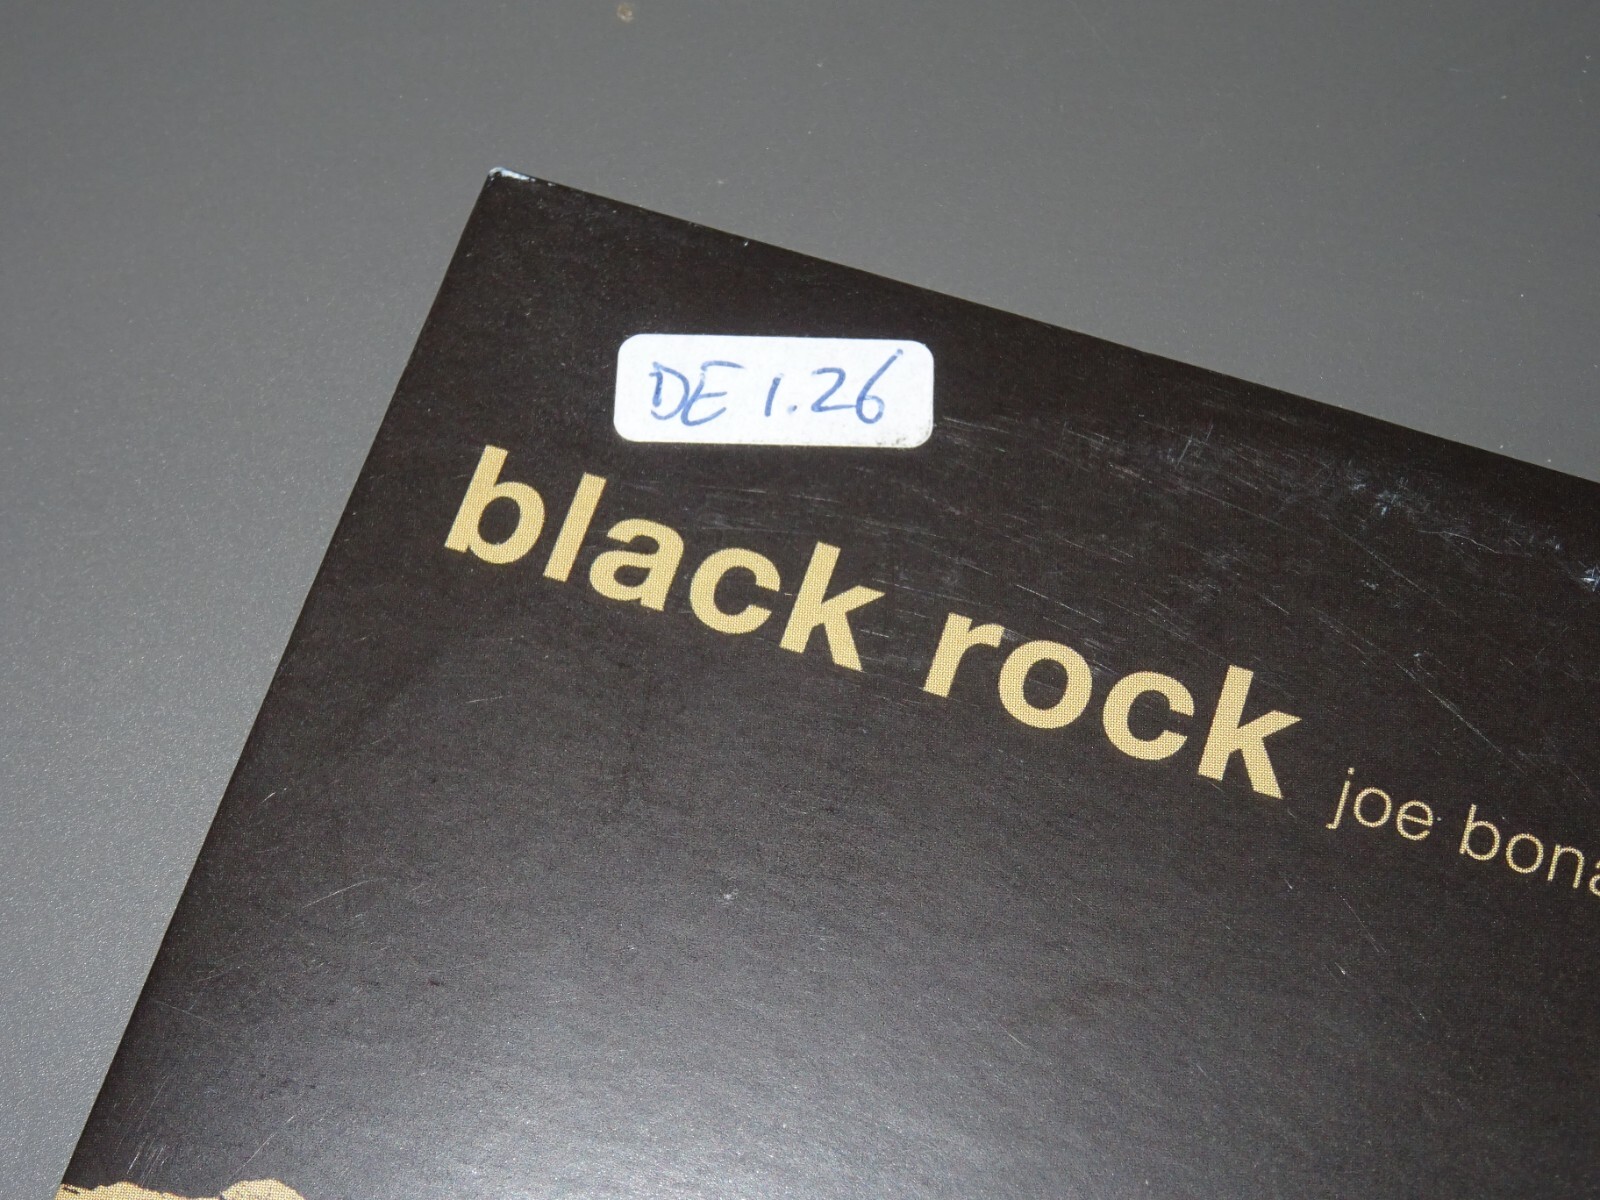 DE 1.26
black rock
joe bona